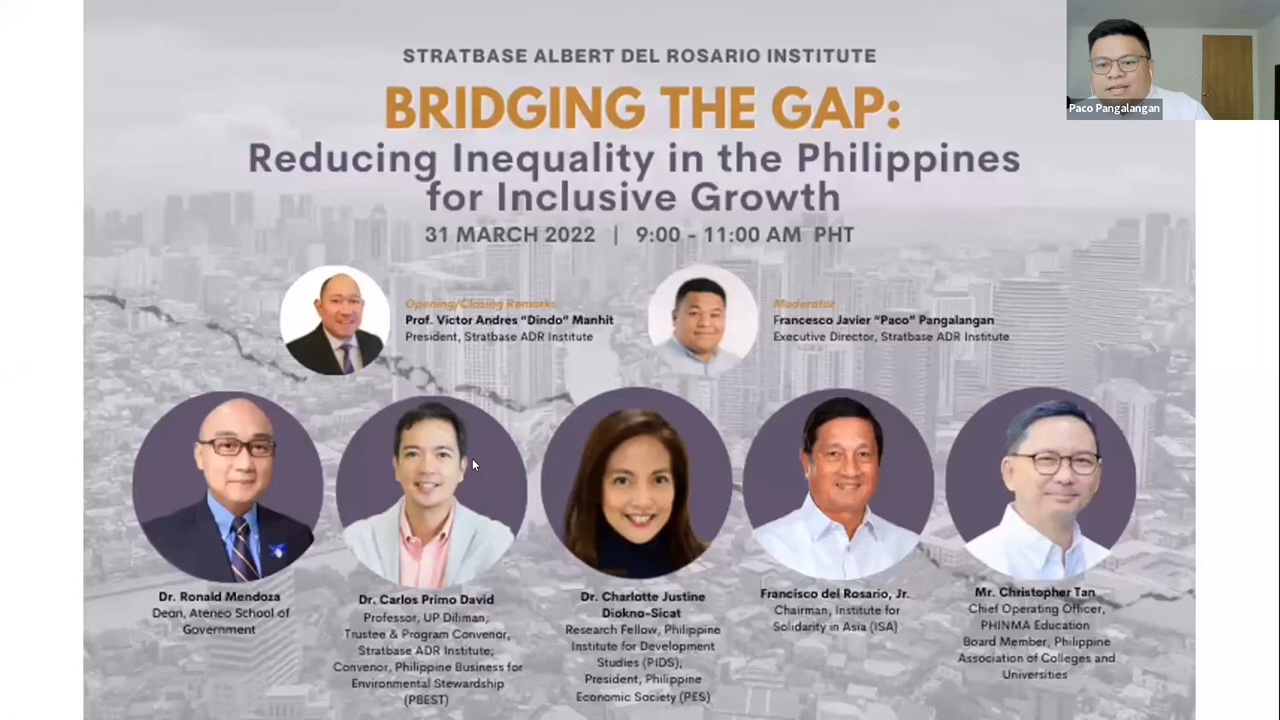 STRATBASE ALBERT DEL ROSARIO INSTITUTE
BRIDGING THE GAP:
Reducing Inequality in the Philippines
for Inclusive Growth
31 MARCH 2022 | 9:00 - 11:00 AM PHT
Paco Pangalangan
Opening/Closing Remarks
Prof. Victor Andres "Dindo" Manhit
President, Stratbase ADR Institute
Moderator
Francesco Javier "Paco" Pangalangan
Executive Director, Stratbase ADR Institute
Dr. Ronald Mendoza
Dean, Ateneo School of
Government
Dr. Carlos Primo David
Professor, UP Diliman,
Trustee & Program Convenor,
Stratbase ADR Institute;
Convenor, Philippine Business for
Environmental Stewardship
(PBEST)
Dr. Charlotte Justine
Diokno-Sicat
Research Fellow, Philippine
Institute for Development
Studies (PIDS);
President, Philippine
Economic Society (PES)
Francisco del Rosario, Jr.
Chairman, Institute for
Solidarity in Asia (ISA)
Mr. Christopher Tan
Chief Operating Officer,
PHINMA Education
Board Member, Philippine
Association of Colleges and
Universities